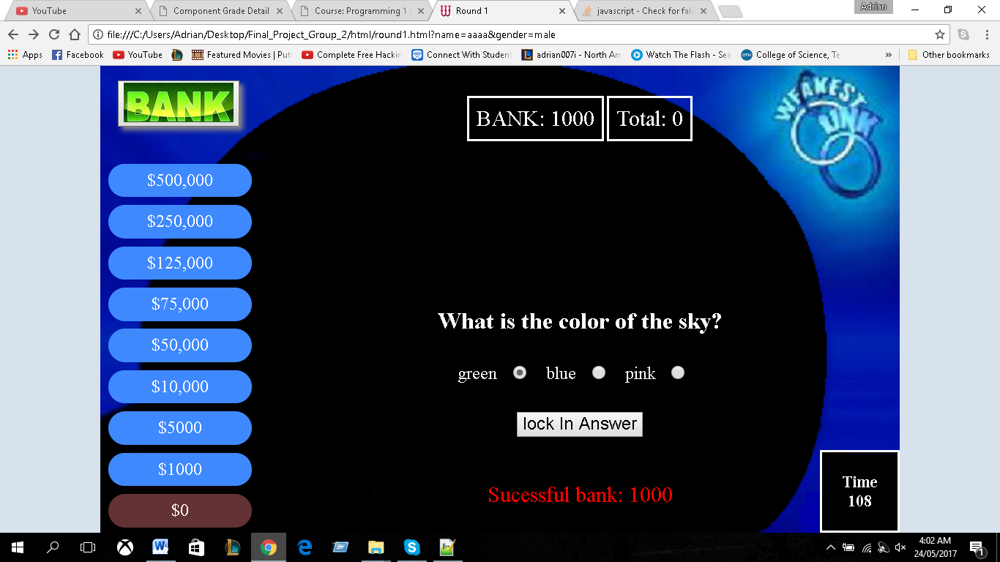 YouTube
Component Grade Detail
Course: Programming 1 (
Round 1
javascript - Check for fals
Adrian
file:///C:/Users/Adrian/Desktop/Final_Project_Group_2/html/round1.html?name=aaaa&gender=male
Apps
Facebook
YouTube
Featured Movies | Put
Complete Free Hackin
Connect With Student
adrian007i - North Am
Watch The Flash - Sea
College of Science, Te
»
Other bookmarks
BANK
BANK: 1000
Total: 0
WEAKEST
LINK
$500,000
$250,000
$125,000
$75,000
$50,000
$10,000
$5000
$1000
$0
What is the color of the sky?
green
blue
pink
lock In Answer
Sucessful bank: 1000
Time
108
4:02 AM
24/05/2017
1